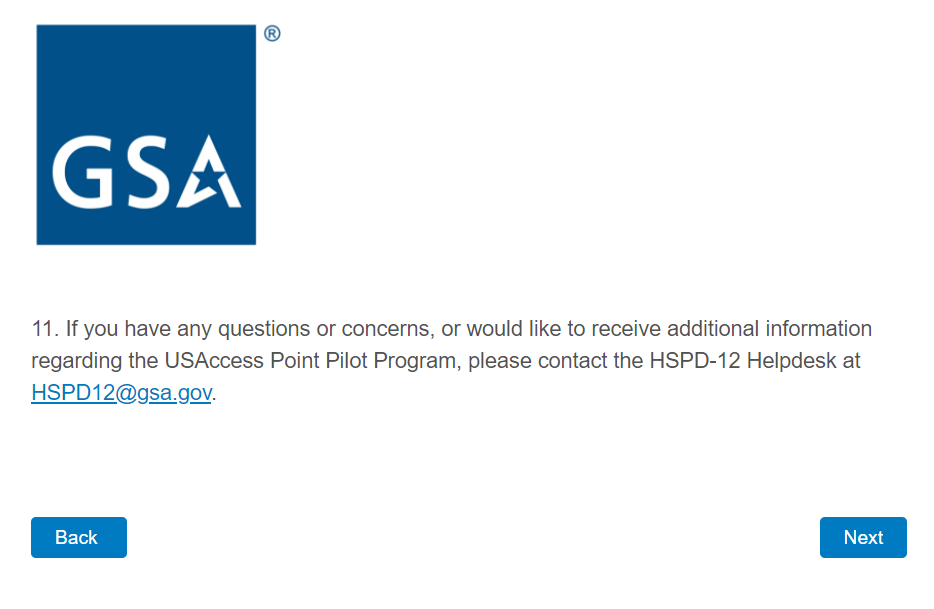 GSA®
11. If you have any questions or concerns, or would like to receive additional information
regarding the USAccess Point Pilot Program, please contact the HSPD-12 Helpdesk at
HSPD12@gsa.gov.
Back
Next